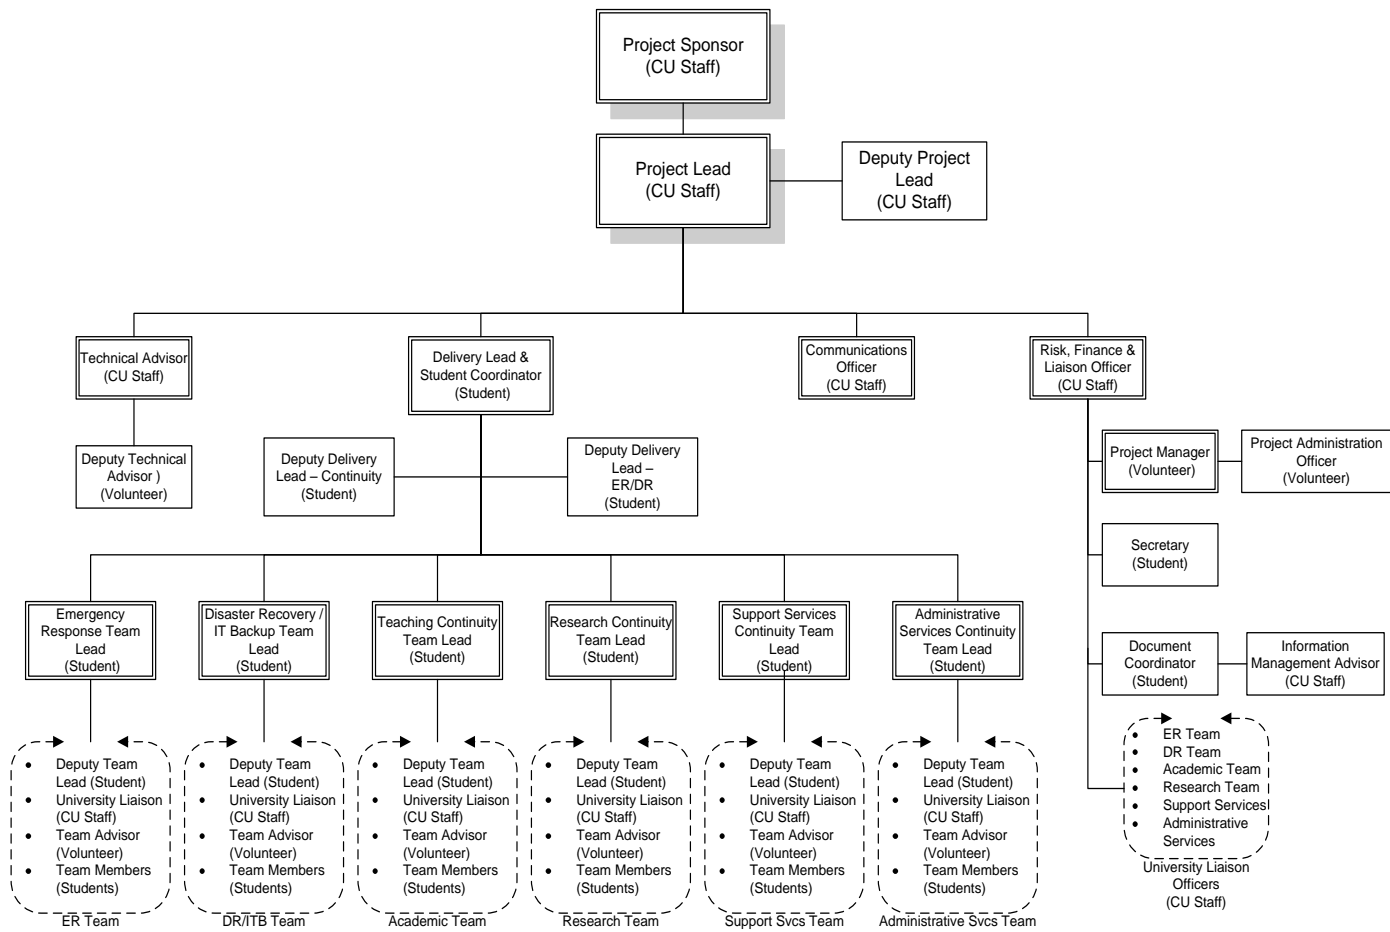 Project Sponsor
(CU Staff)
Project Lead
(CU Staff)
Deputy Project
Lead
(CU Staff)
Technical Advisor
(CU Staff)
Delivery Lead &
Student Coordinator
(Student)
Communications
Officer
(CU Staff)
Risk, Finance &
Liaison Officer
(CU Staff)
Deputy Technical
Advisor )
(Volunteer)
Deputy Delivery
Lead – Continuity
(Student)
Deputy Delivery
Lead –
ER/DR
(Student)
Project Manager
(Volunteer)
Project Administration
Officer
(Volunteer)
Secretary
(Student)
Emergency
Response Team
Lead
(Student)
Disaster Recovery /
IT Backup Team
Lead
(Student)
Teaching Continuity
Team Lead
(Student)
Research Continuity
Team Lead
(Student)
Support Services
Continuity Team
Lead
(Student)
Administrative
Services Continuity
Team Lead
(Student)
Document
Coordinator
(Student)
Information
Management Advisor
(CU Staff)
• Deputy Team
Lead (Student)
• University Liaison
(CU Staff)
• Team Advisor
(Volunteer)
• Team Members
(Students)
ER Team
• Deputy Team
Lead (Student)
• University Liaison
(CU Staff)
• Team Advisor
(Volunteer)
• Team Members
(Students)
DR/ITB Team
• Deputy Team
Lead (Student)
• University Liaison
(CU Staff)
• Team Advisor
(Volunteer)
• Team Members
(Students)
Academic Team
• Deputy Team
Lead (Student)
• University Liaison
(CU Staff)
• Team Advisor
(Volunteer)
• Team Members
(Students)
Research Team
• Deputy Team
Lead (Student)
• University Liaison
(CU Staff)
• Team Advisor
(Volunteer)
• Team Members
(Students)
Support Svcs Team
• Deputy Team
Lead (Student)
• University Liaison
(CU Staff)
• Team Advisor
(Volunteer)
• Team Members
(Students)
Administrative Svcs Team
• ER Team
• DR Team
• Academic Team
• Research Team
• Support Services
• Administrative
Services
University Liaison
Officers
(CU Staff)